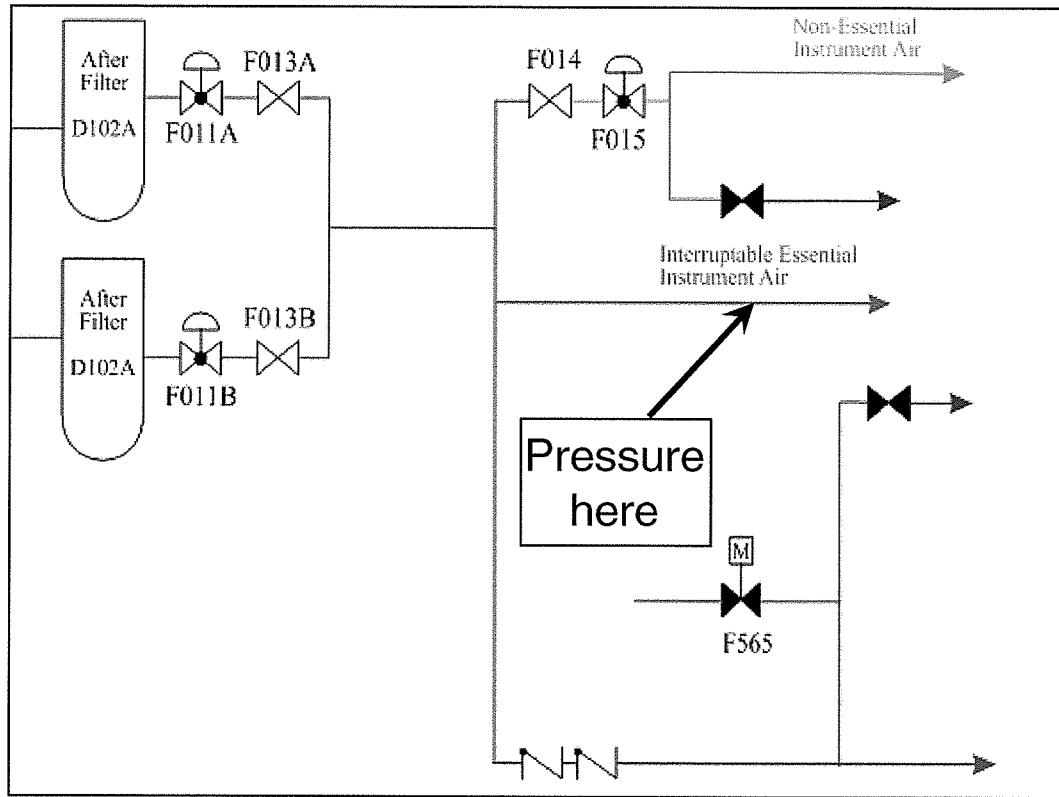 After
Filter
D102A
F011A
F013A
F014
F015
Non-Essential
Instrument Air
Interruptable Essential
Instrument Air
After
Filter
D102A
F011B
F013B
Pressure
here
M
F565